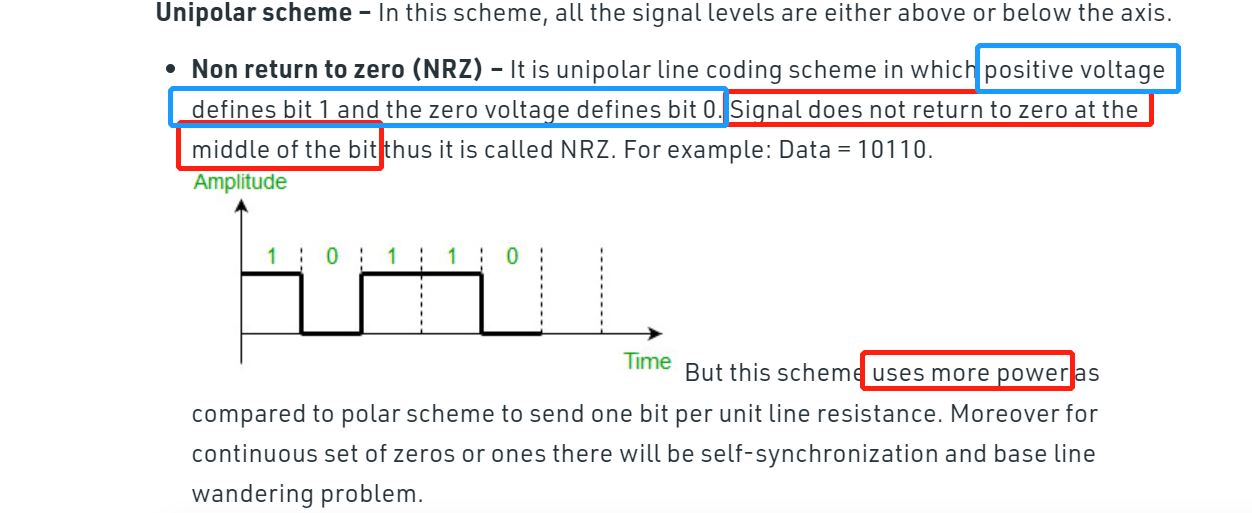 Unipolar scheme – In this scheme, all the signal levels are either above or below the axis.
• Non return to zero (NRZ) – It is unipolar line coding scheme in which positive voltage
defines bit 1 and the zero voltage defines bit 0. Signal does not return to zero at the
middle of the bit thus it is called NRZ. For example: Data = 10110.
Amplitude
1 0 1 1 0
Time
But this scheme uses more power as
compared to polar scheme to send one bit per unit line resistance. Moreover for
continuous set of zeros or ones there will be self-synchronization and base line
wandering problem.